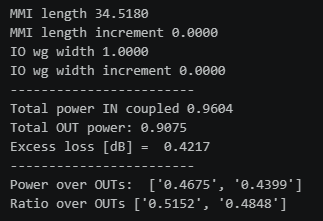 MMI length 34.5180
MMI length increment 0.0000
IO wg width 1.0000
IO wg width increment 0.0000
------------------------
Total power IN coupled 0.9604
Total OUT power: 0.9075
Excess loss [dB] =  0.4217
------------------------
Power over OUTs:  ['0.4675', '0.4399']
Ratio over OUTs ['0.5152', '0.4848']